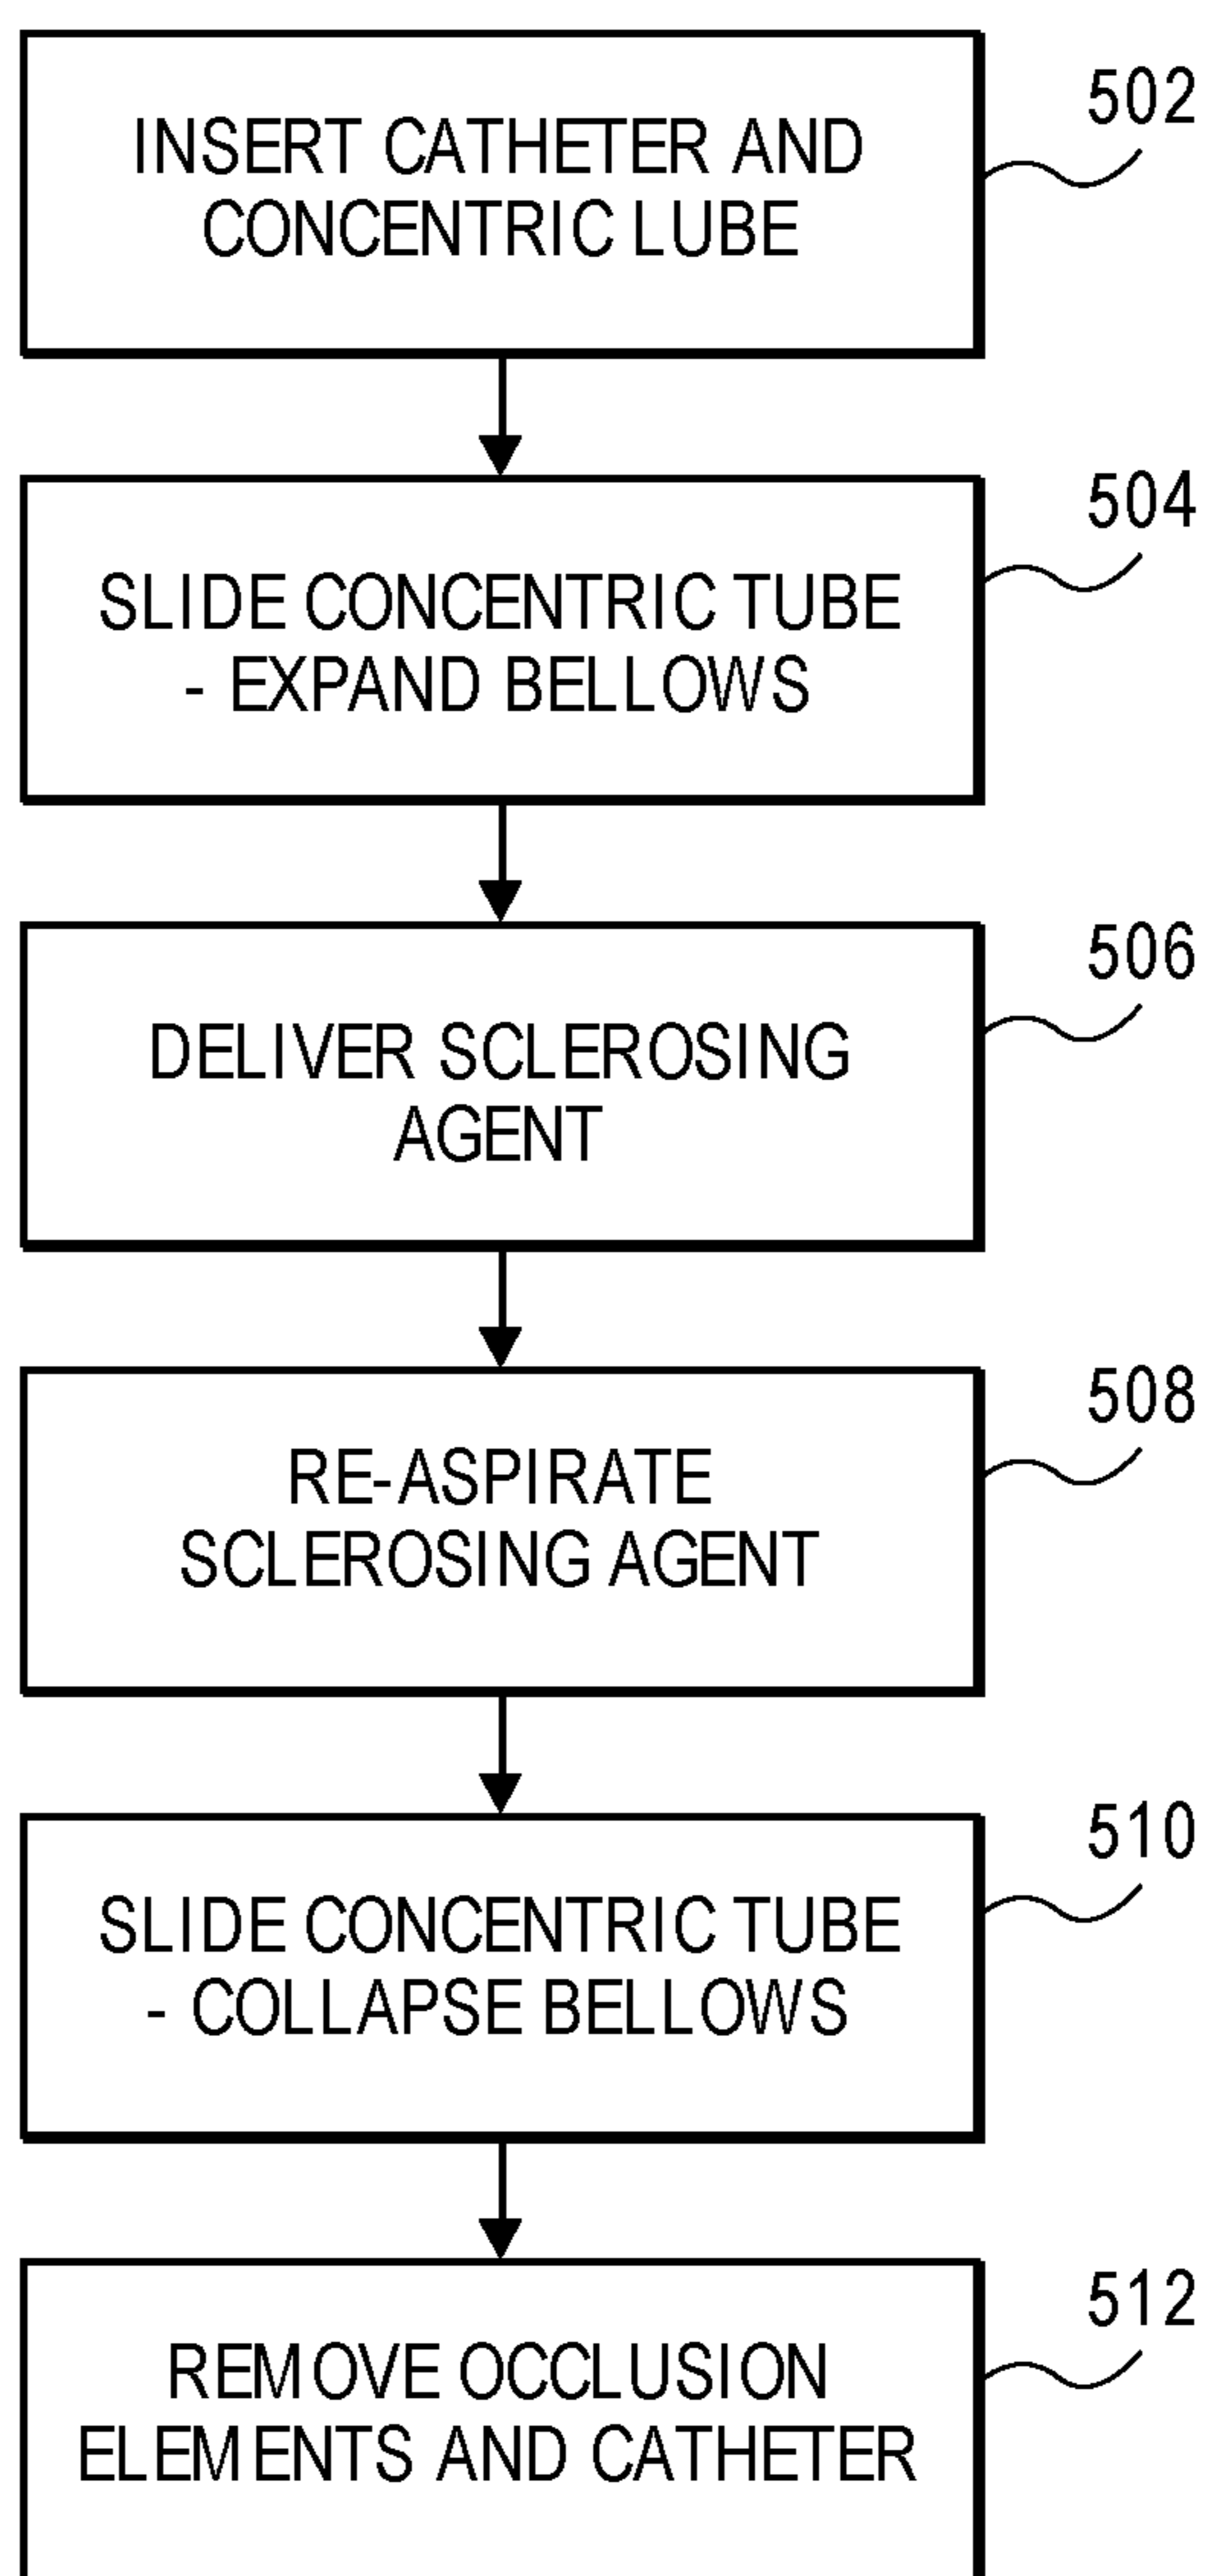 INSERT CATHETER AND
CONCENTRIC LUBE
502
SLIDE CONCENTRIC TUBE
- EXPAND BELLOWS
504
DELIVER SCLEROSING
AGENT
506
RE-ASPIRATE
SCLEROSING AGENT
508
SLIDE CONCENTRIC TUBE
- COLLAPSE BELLOWS
510
REMOVE OCCLUSION
ELEMENTS AND CATHETER
512